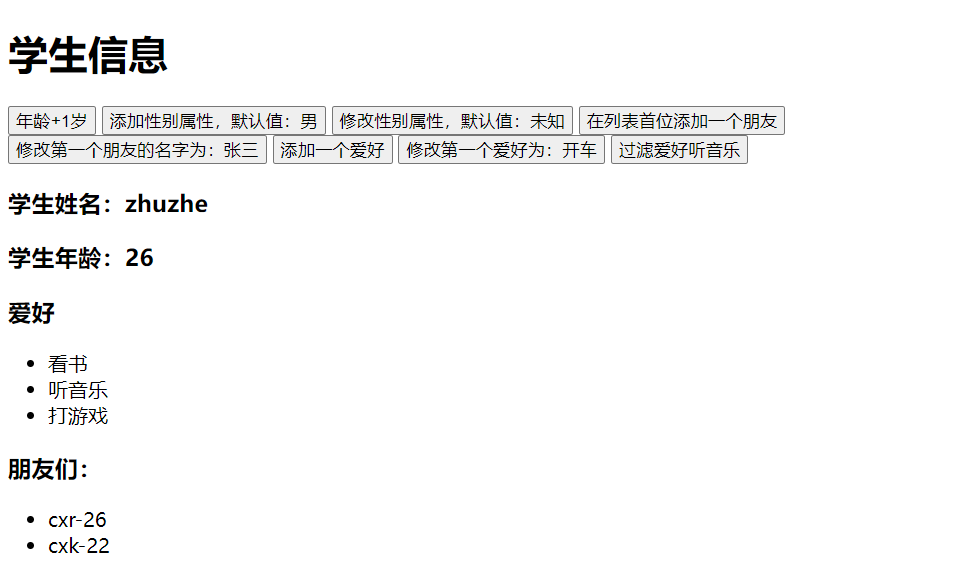 学生信息
年龄+1岁 添加性别属性，默认值：男 修改性别属性，默认值：未知 在列表首位添加一个朋友
修改第一个朋友的名字为：张三 添加一个爱好 修改第一个爱好为：开车 过滤爱好听音乐
学生姓名：zhuzhe
学生年龄：26
爱好
看书
听音乐
打游戏
朋友们：
cxr-26
cxk-22